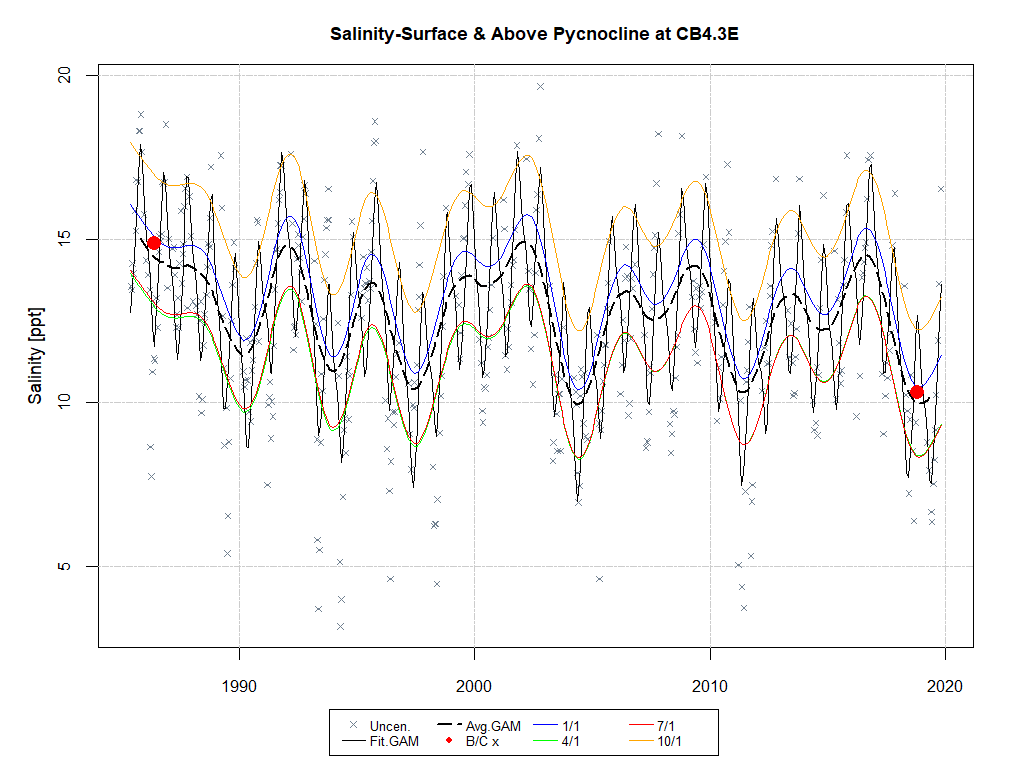 Salinity-Surface & Above Pycnocline at CB4.3E
Salinity [ppt]
20
15
10
5
1990 2000 2010 2020
Uncen. Avg.GAM 1/1 7/1
Fit.GAM B/C x 4/1 10/1